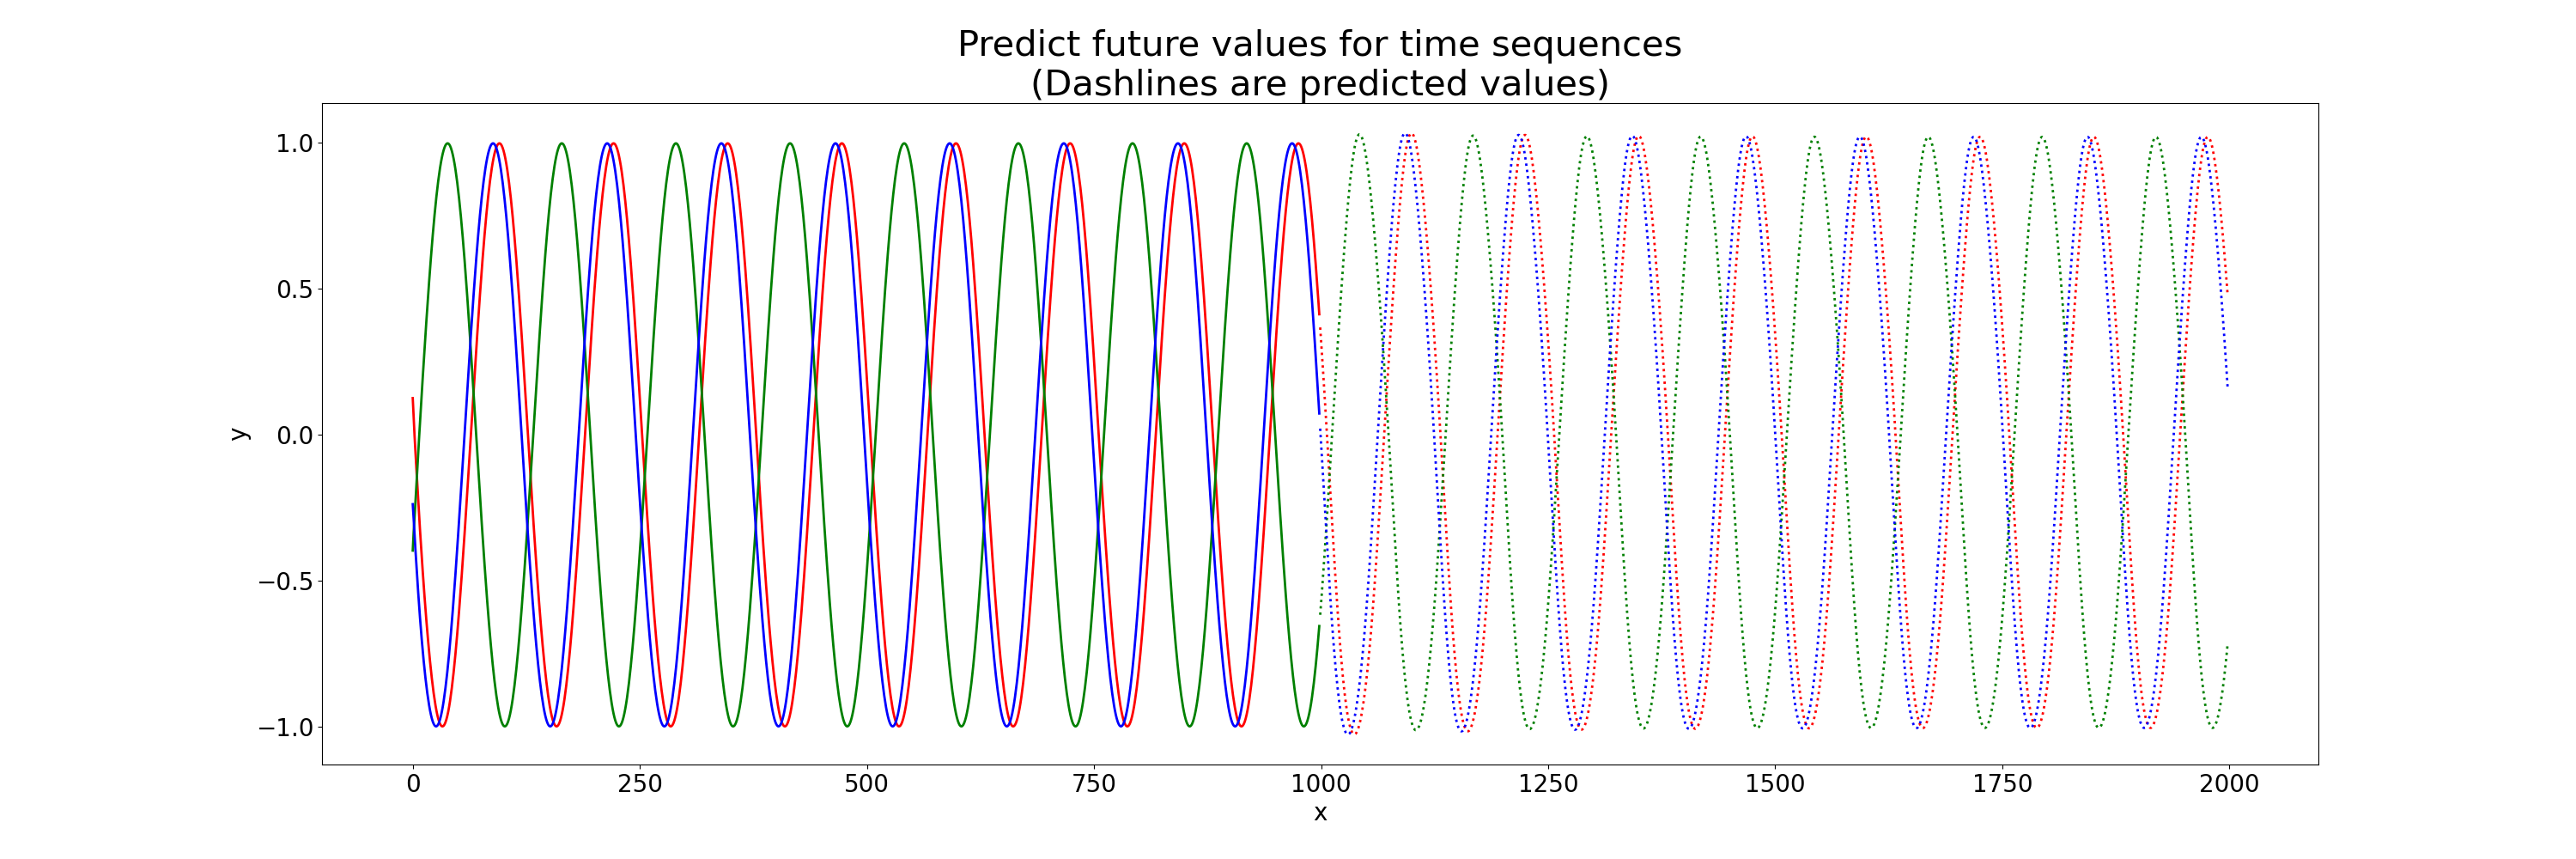 Predict future values for time sequences
(Dashlines are predicted values)
1.0
0.5
0.0
−0.5
−1.0
y
0 250 500 750 1000 1250 1500 1750 2000
x